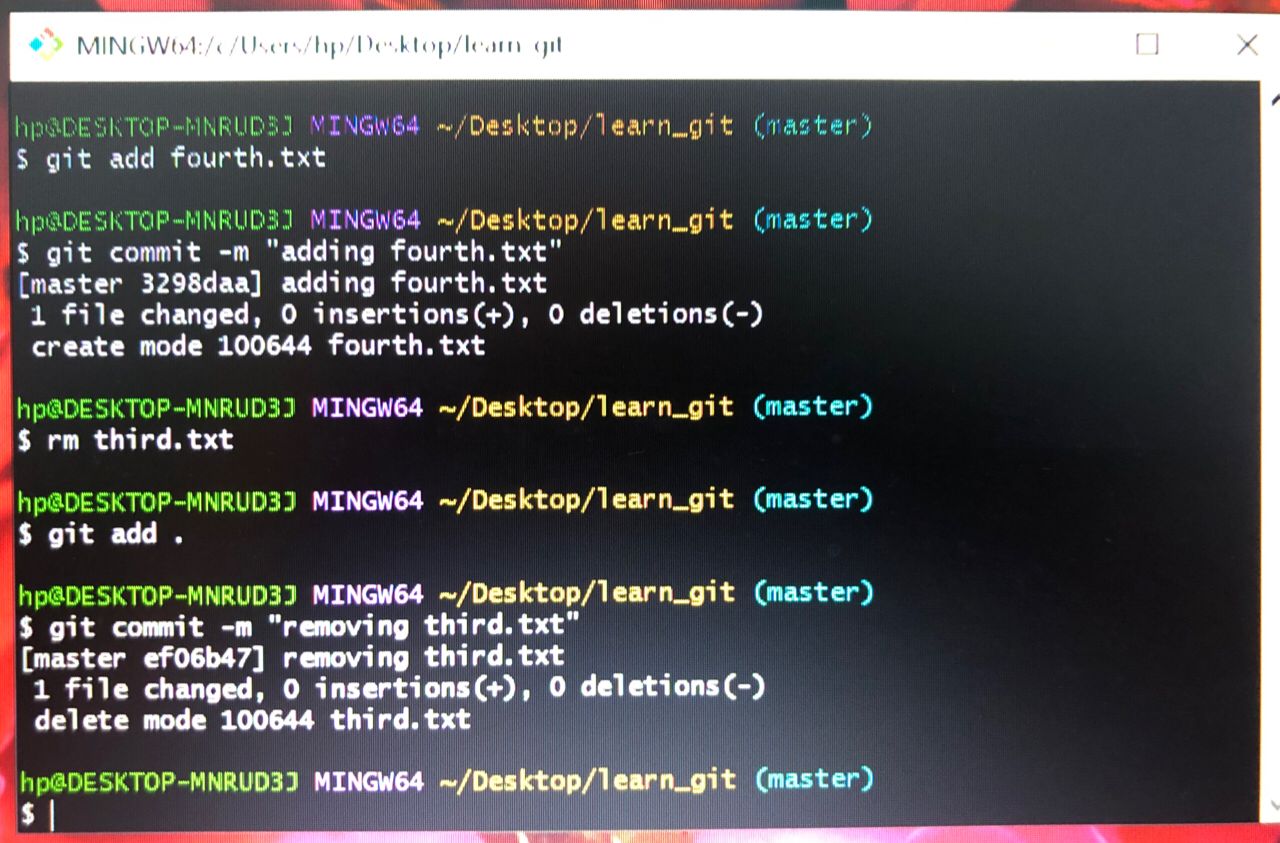 MINGW64:/c/Users/hp/Desktop/learn_git
hp@DESKTOP-MNRUD3J MINGW64 ~/Desktop/learn_git (master)
$ git add fourth.txt
hp@DESKTOP-MNRUD3J MINGW64 ~/Desktop/learn_git (master)
$ git commit -m "adding fourth.txt"
[master 3298daa] adding fourth.txt
1 file changed, 0 insertions(+), 0 deletions(-)
create mode 100644 fourth.txt
hp@DESKTOP-MNRUD3J MINGW64 ~/Desktop/learn_git (master)
$ rm third.txt
hp@DESKTOP-MNRUD3J MINGW64 ~/Desktop/learn_git (master)
$ git add .
hp@DESKTOP-MNRUD3J MINGW64 ~/Desktop/learn_git (master)
$ git commit -m "removing third.txt"
[master ef06b47] removing third.txt
1 file changed, 0 insertions(+), 0 deletions(-)
delete mode 100644 third.txt
hp@DESKTOP-MNRUD3J MINGW64 ~/Desktop/learn_git (master)
$